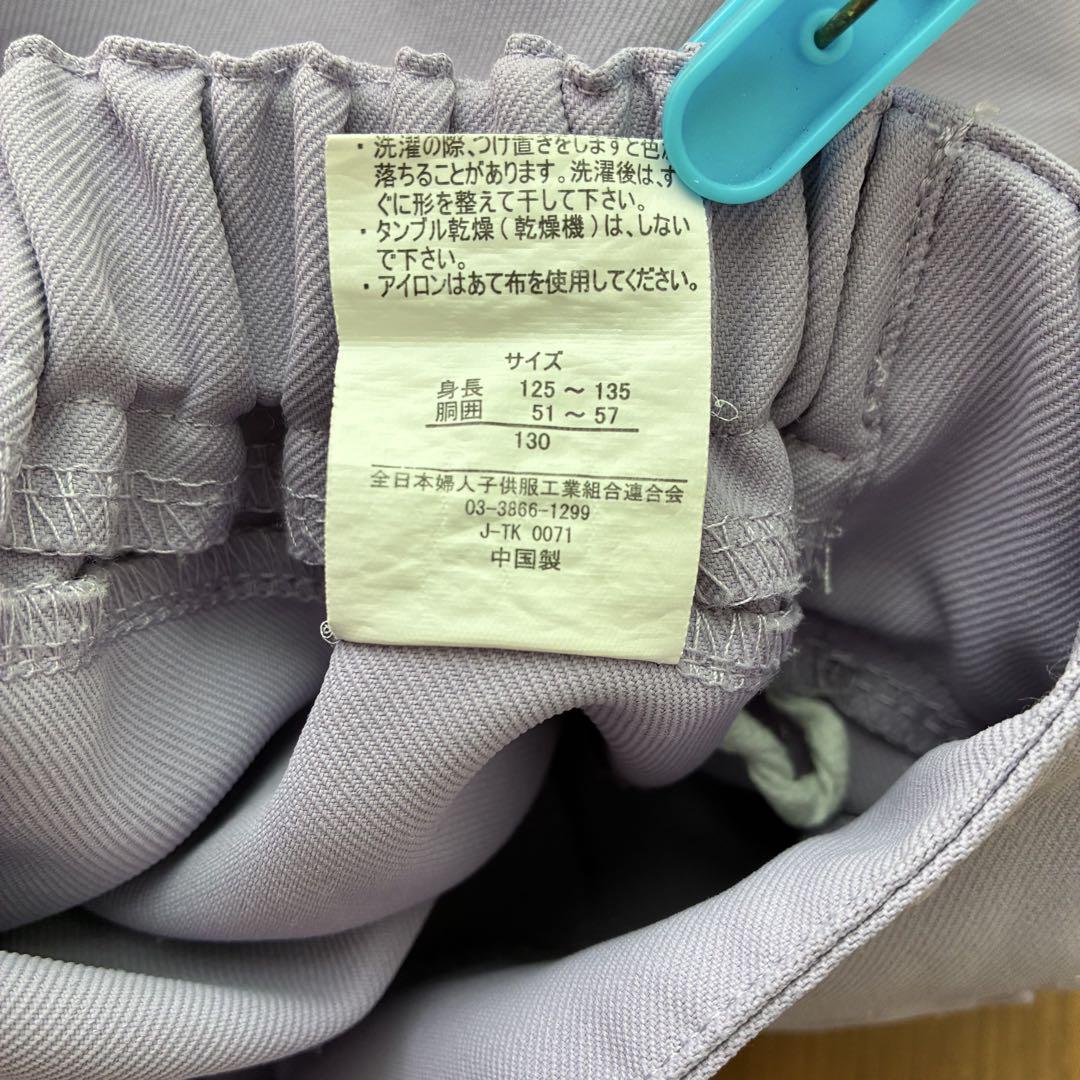 ・洗濯の際、つけ置きをしますと色が
落ちることがあります。洗濯後は、す
ぐに形を整えて干して下さい。
・タンブル乾燥（乾燥機）は、しない
で下さい。
・アイロンはあて布を使用してください。
サイズ
身長 125～135
胴囲 51～57
130
全日本婦人子供服工業組合連合会
03-3866-1299
J-TK 0071
中国製